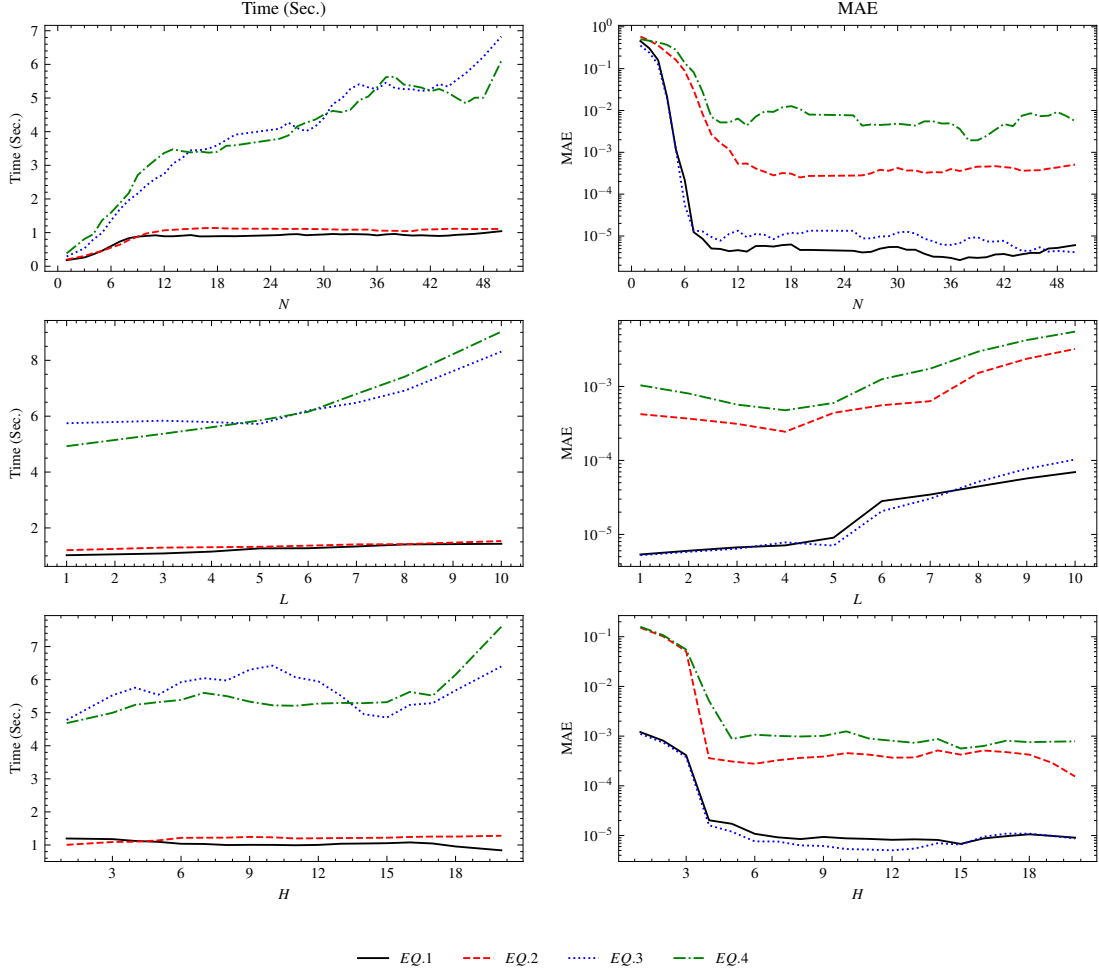 Time (Sec.)
MAE
Time (Sec.)
7
6
5
4
3
2
1
0
0 6 12 18 24 30 36 42 48
N
MAE
10^0
10^-1
10^-2
10^-3
10^-4
10^-5
0 6 12 18 24 30 36 42 48
N
Time (Sec.)
8
6
4
2
1 2 3 4 5 6 7 8 9 10
L
MAE
10^-3
10^-4
10^-5
1 2 3 4 5 6 7 8 9 10
L
Time (Sec.)
7
6
5
4
3
2
1
3 6 9 12 15 18
H
MAE
10^-1
10^-2
10^-3
10^-4
10^-5
3 6 9 12 15 18
H
EQ.1 EQ.2 EQ.3 EQ.4